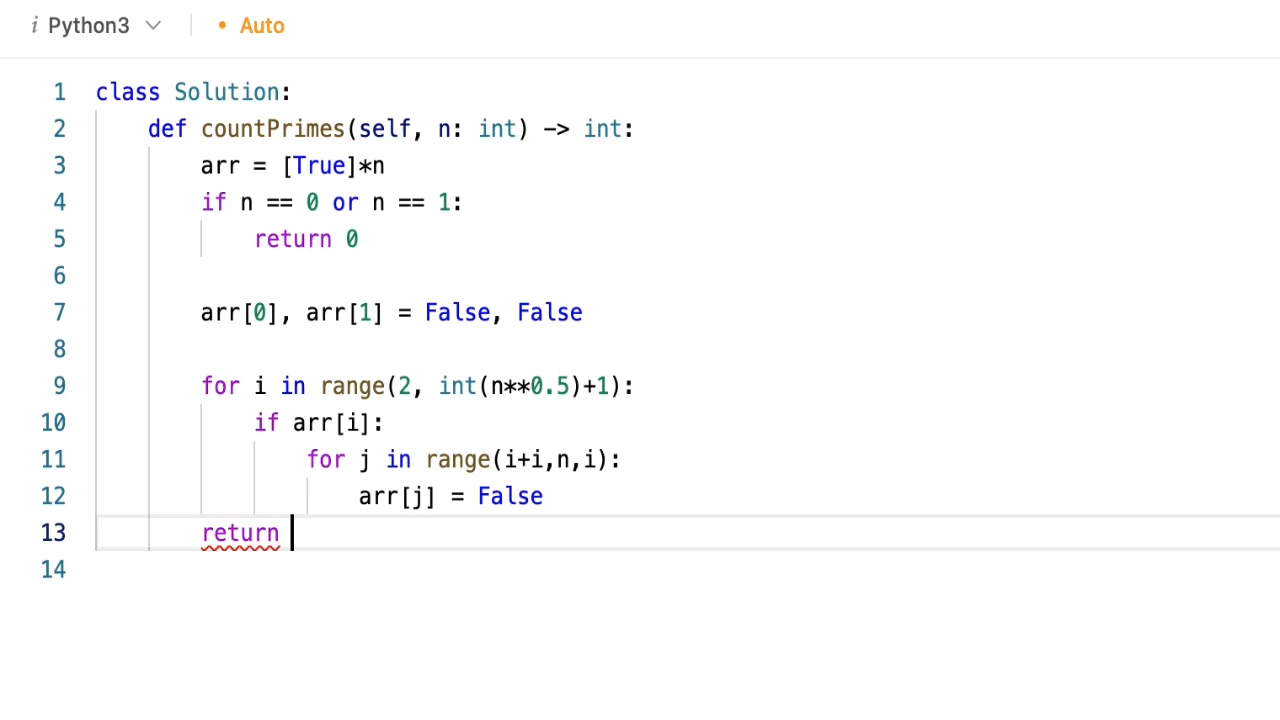 i Python3 • Auto
1 class Solution:
2     def countPrimes(self, n: int) -> int:
3         arr = [True]*n
4         if n == 0 or n == 1:
5             return 0
6
7         arr[0], arr[1] = False, False
8
9         for i in range(2, int(n**0.5)+1):
10             if arr[i]:
11                 for j in range(i+i,n,i):
12                     arr[j] = False
13         return
14